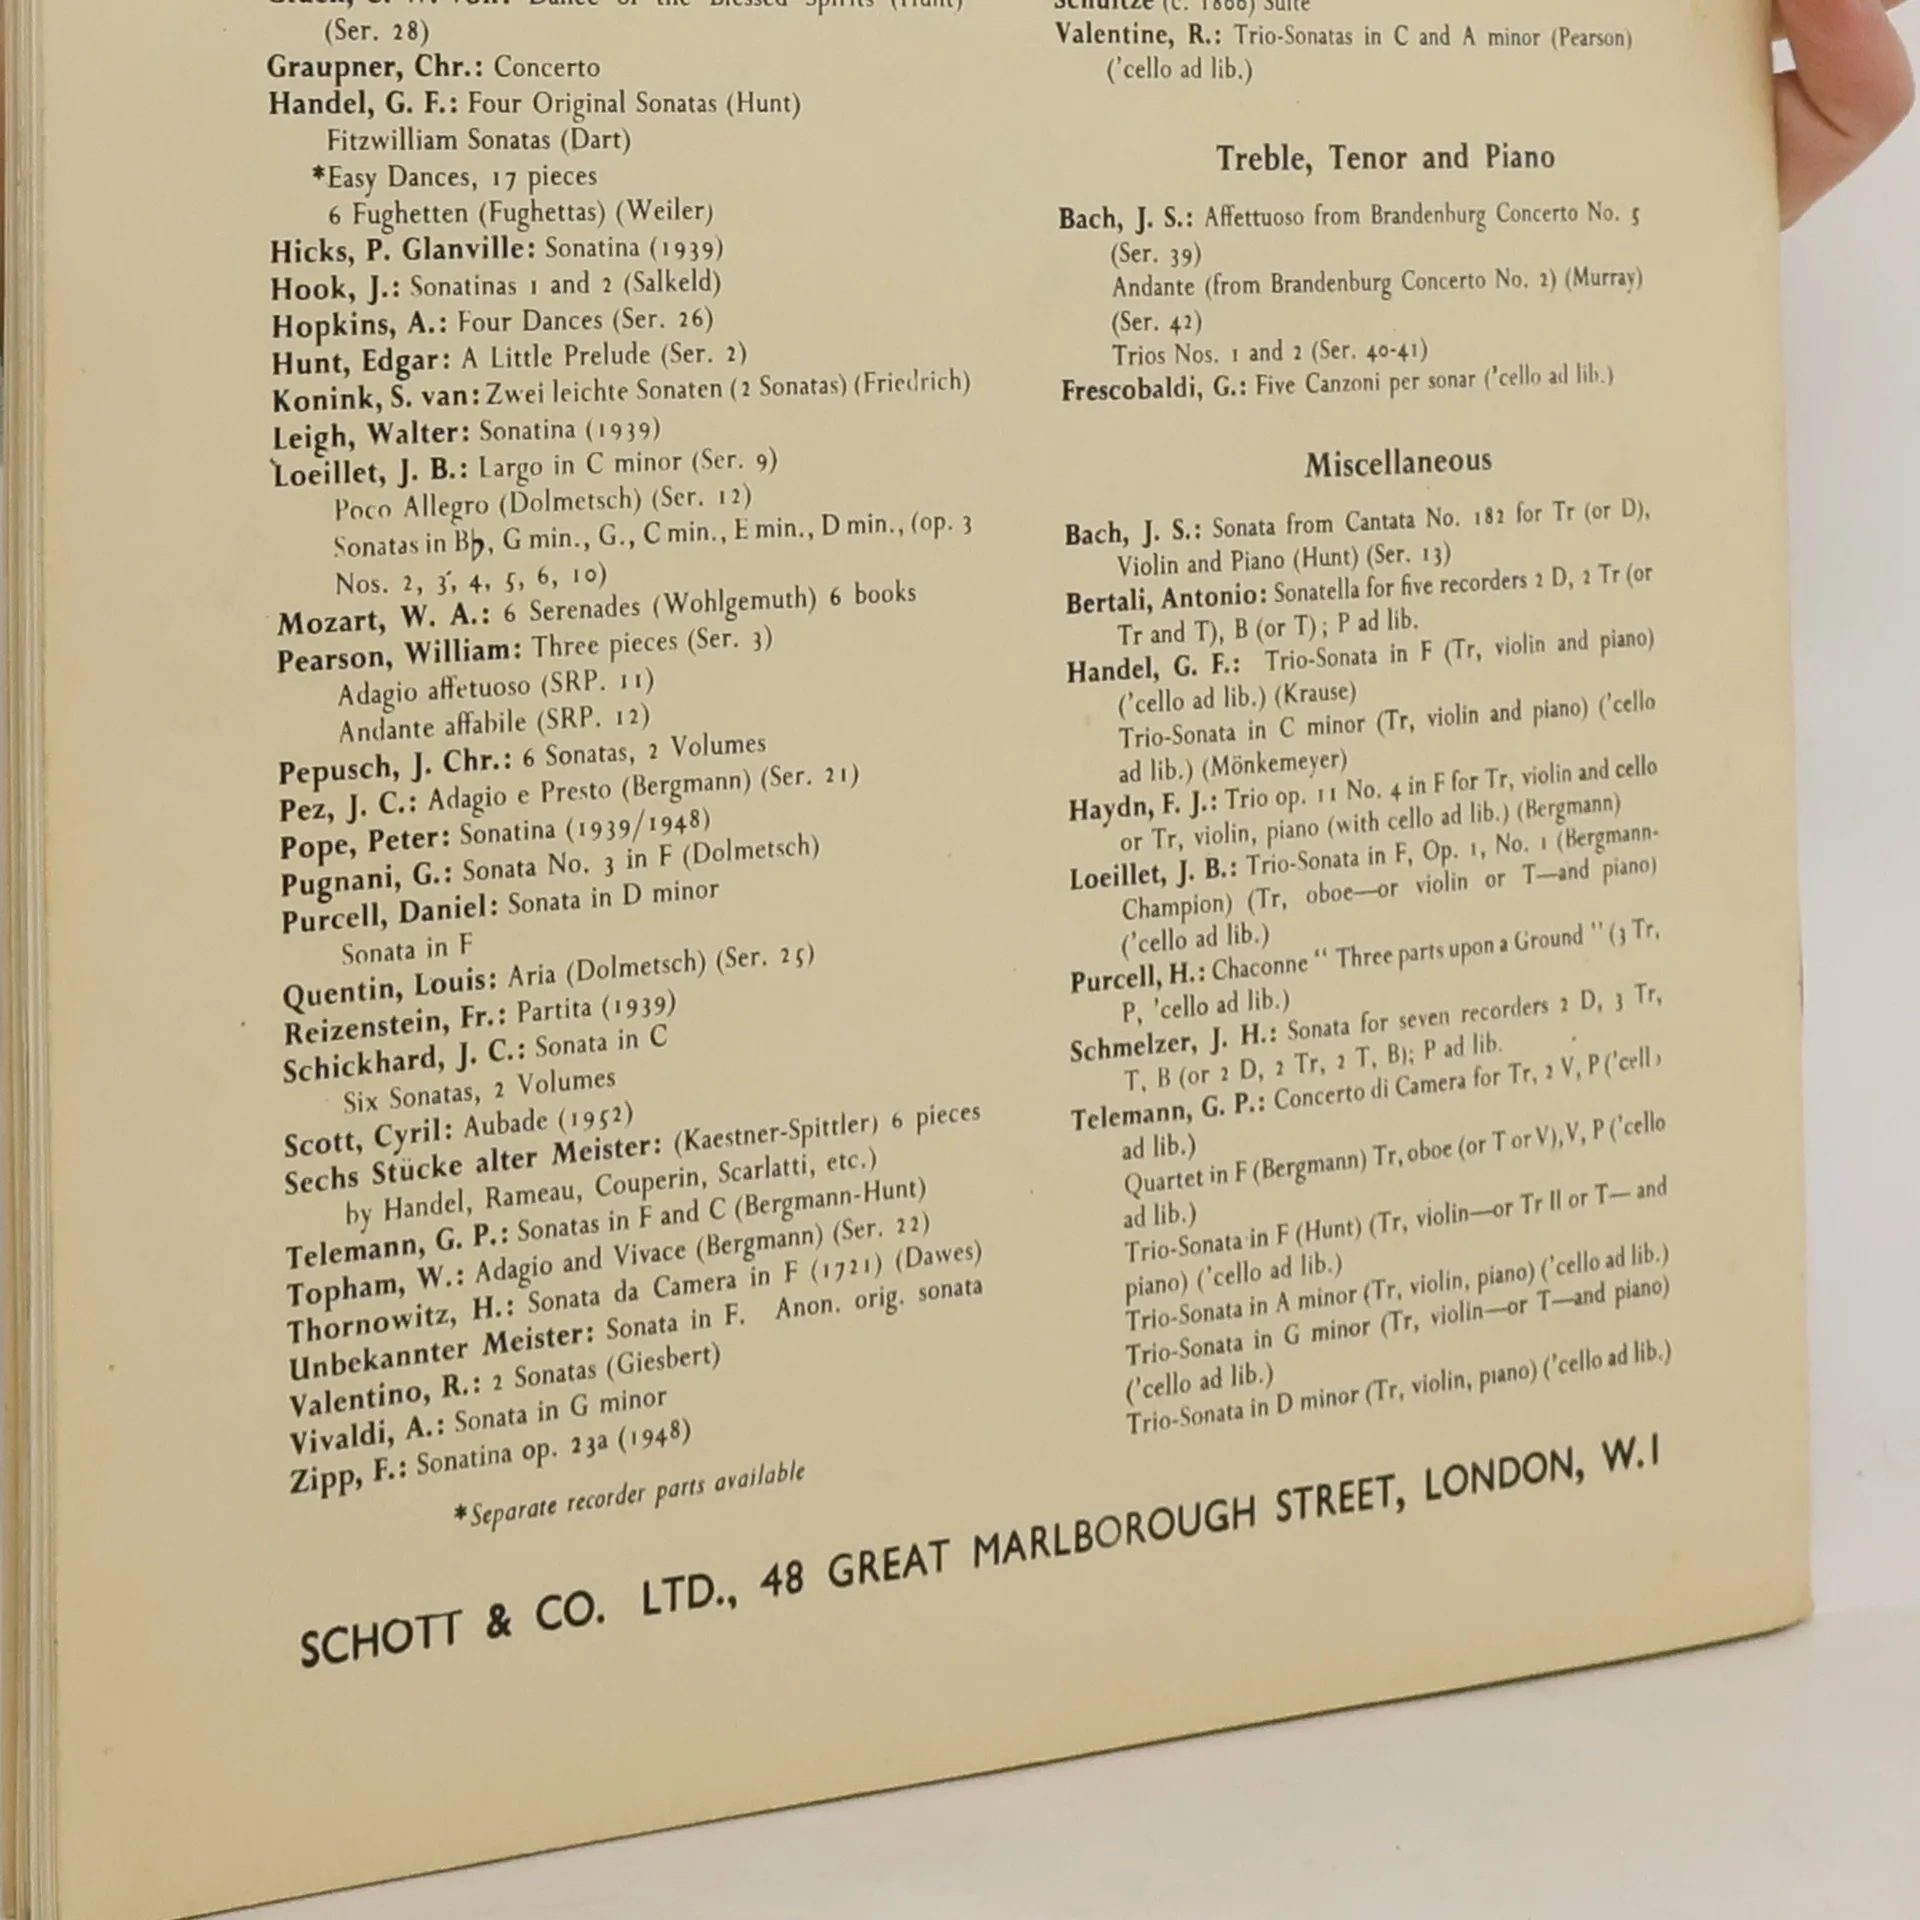 (Ser. 28)
Graupner, Chr.: Concerto
Handel, G. F.: Four Original Sonatas (Hunt)
Fitzwilliam Sonatas (Dart)
*Easy Dances, 17 pieces
6 Fughetten (Fughettas) (Weiler)
Hicks, P. Glanville: Sonatina (1939)
Hook, J.: Sonatinas 1 and 2 (Salkeld)
Hopkins, A.: Four Dances (Ser. 26)
Hunt, Edgar: A Little Prelude (Ser. 2)
Konink, S. van: Zwei leichte Sonaten (2 Sonatas) (Friedrich)
Leigh, Walter: Sonatina (1939)
Loeillet, J. B.: Largo in C minor (Ser. 9)
Poco Allegro (Dolmetsch) (Ser. 12)
Sonatas in B♭, G min., G., C min., E min., D min., (op. 3
Nos. 2, 3, 4, 5, 6, 10)
Mozart, W. A.: 6 Serenades (Wohlgemuth) 6 books
Pearson, William: Three pieces (Ser. 3)
Adagio affetuoso (SRP. 11)
Andante affabile (SRP. 12)
Pepusch, J. Chr.: 6 Sonatas, 2 Volumes
Pez, J. C.: Adagio e Presto (Bergmann) (Ser. 21)
Pope, Peter: Sonatina (1939/1948)
Pugnani, G.: Sonata No. 3 in F (Dolmetsch)
Purcell, Daniel: Sonata in D minor
Sonata in F
Quentin, Louis: Aria (Dolmetsch) (Ser. 25)
Reizenstein, Fr.: Partita (1939)
Schickhard, J. C.: Sonata in C
Six Sonatas, 2 Volumes
Scott, Cyril: Aubade (1952)
Sechs Stücke alter Meister: (Kaestner-Spittler) 6 pieces
by Handel, Rameau, Couperin, Scarlatti, etc.)
Telemann, G. P.: Sonatas in F and C (Bergmann-Hunt)
Topham, W.: Adagio and Vivace (Bergmann) (Ser. 22)
Thornowitz, H.: Sonata da Camera in F (1721) (Dawes)
Unbekannter Meister: Sonata in F. Anon. orig. sonata
Valentino, R.: 2 Sonatas (Giesbert)
Vivaldi, A.: Sonata in G minor
Zipp, F.: Sonatina op. 23a (1948)
*Separate recorder parts available
Valentine, R.: Trio-Sonatas in C and A minor (Pearson)
('cello ad lib.)
Treble, Tenor and Piano
Bach, J. S.: Affettuoso from Brandenburg Concerto No. 5
(Ser. 39)
Andante (from Brandenburg Concerto No. 2) (Murray)
(Ser. 42)
Trios Nos. 1 and 2 (Ser. 40-41)
Frescobaldi, G.: Five Canzoni per sonar ('cello ad lib.)
Miscellaneous
Bach, J. S.: Sonata from Cantata No. 182 for Tr (or D),
Violin and Piano (Hunt) (Ser. 13)
Bertali, Antonio: Sonatella for five recorders 2 D, 2 Tr (or
Tr and T), B (or T); P ad lib.
Handel, G. F.: Trio-Sonata in F (Tr, violin and piano)
('cello ad lib.) (Krause)
Trio-Sonata in C minor (Tr, violin and piano) ('cello
ad lib.) (Mönkemeyer)
Haydn, F. J.: Trio op. 11 No. 4 in F for Tr, violin and cello
or Tr, violin, piano (with cello ad lib.) (Bergmann)
Loeillet, J. B.: Trio-Sonata in F, Op. 1, No. 1 (Bergmann-
Champion) (Tr, oboe—or violin or T—and piano)
('cello ad lib.)
Purcell, H.: Chaconne " Three parts upon a Ground " (3 Tr,
P, 'cello ad lib.)
Schmelzer, J. H.: Sonata for seven recorders 2 D, 3 Tr,
T, B (or 2 D, 2 Tr, 2 T, B); P ad lib.
Telemann, G. P.: Concerto di Camera for Tr, 2 V, P ('cell
ad lib.)
Quartet in F (Bergmann) Tr, oboe (or T or V), V, P ('cello
ad lib.)
Trio-Sonata in F (Hunt) (Tr, violin—or Tr II or T— and
piano) ('cello ad lib.)
Trio-Sonata in A minor (Tr, violin, piano) ('cello ad lib.)
Trio-Sonata in G minor (Tr, violin—or T—and piano)
('cello ad lib.)
Trio-Sonata in D minor (Tr, violin, piano) ('cello ad lib.)
SCHOTT & CO. LTD., 48 GREAT MARLBOROUGH STREET, LONDON, W.1